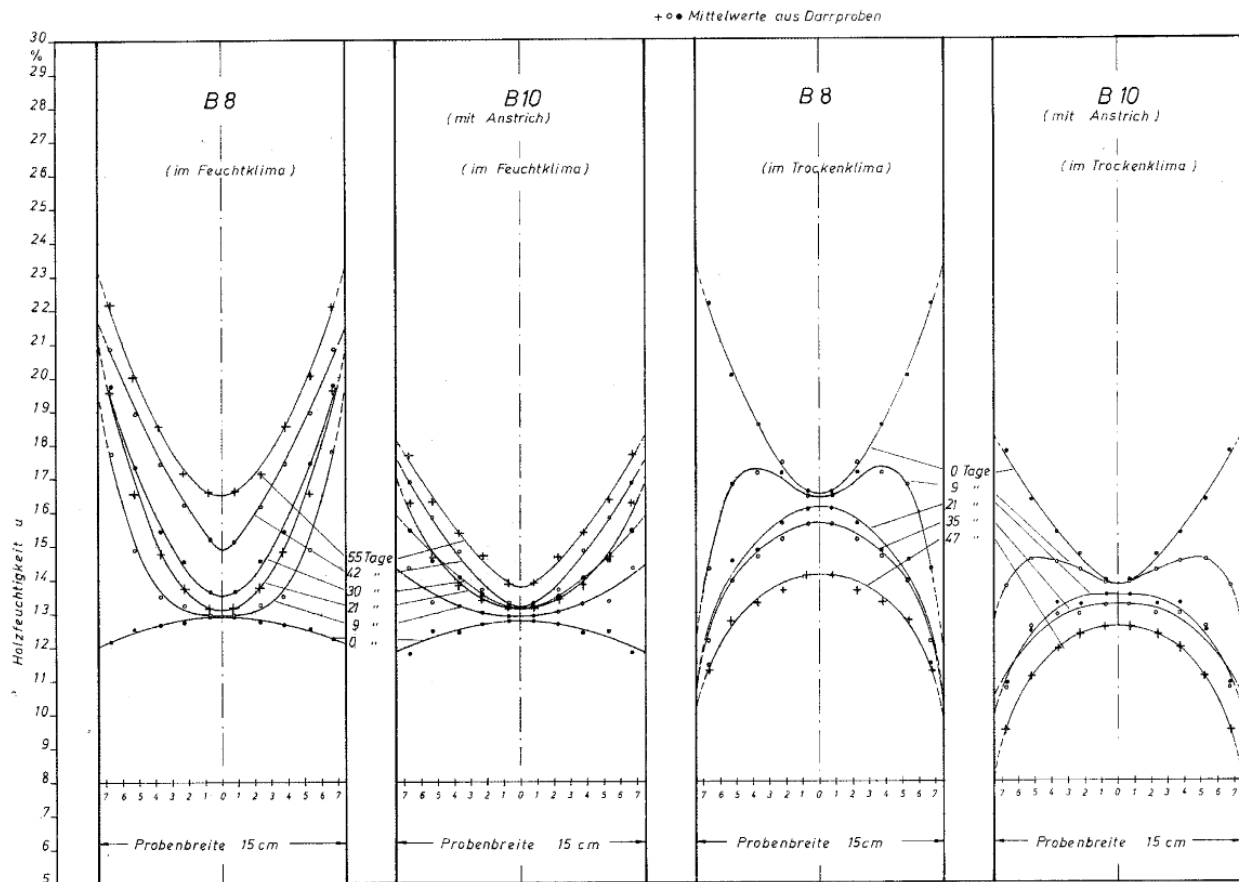 + ○ ● Mittelwerte aus Darrproben
30
%
29
28
27
26
25
24
23
22
21
20
19
18
17
16
15
14
13
12
11
10
9
8
7
6
5
Holzfeuchtigkeit u
B 8
(im Feuchtklima)
B 10
(mit Anstrich)
(im Feuchtklima)
B 8
(im Trockenklima)
B 10
(mit Anstrich)
(im Trockenklima)
55 Tage
42 "
30 "
21 "
9 "
0 "
0 Tage
9 "
21 "
35 "
47 "
7 6 5 4 3 2 1 0 1 2 3 4 5 6 7
7 6 5 4 3 2 1 0 1 2 3 4 5 6 7
7 6 5 4 3 2 1 0 1 2 3 4 5 6 7
7 6 5 4 3 2 1 0 1 2 3 4 5 6 7
Probenbreite 15 cm
Probenbreite 15 cm
Probenbreite 15 cm
Probenbreite 15 cm